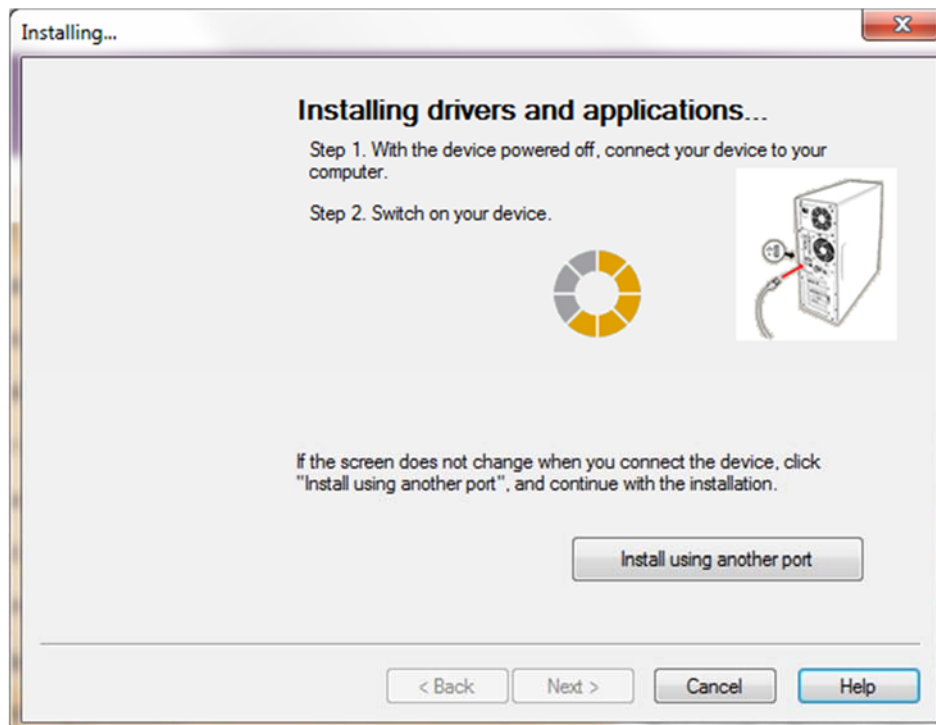 Installing...
Installing drivers and applications...
Step 1. With the device powered off, connect your device to your
computer.
Step 2. Switch on your device.
If the screen does not change when you connect the device, click
"Install using another port", and continue with the installation.
Install using another port
< Back
Next >
Cancel
Help